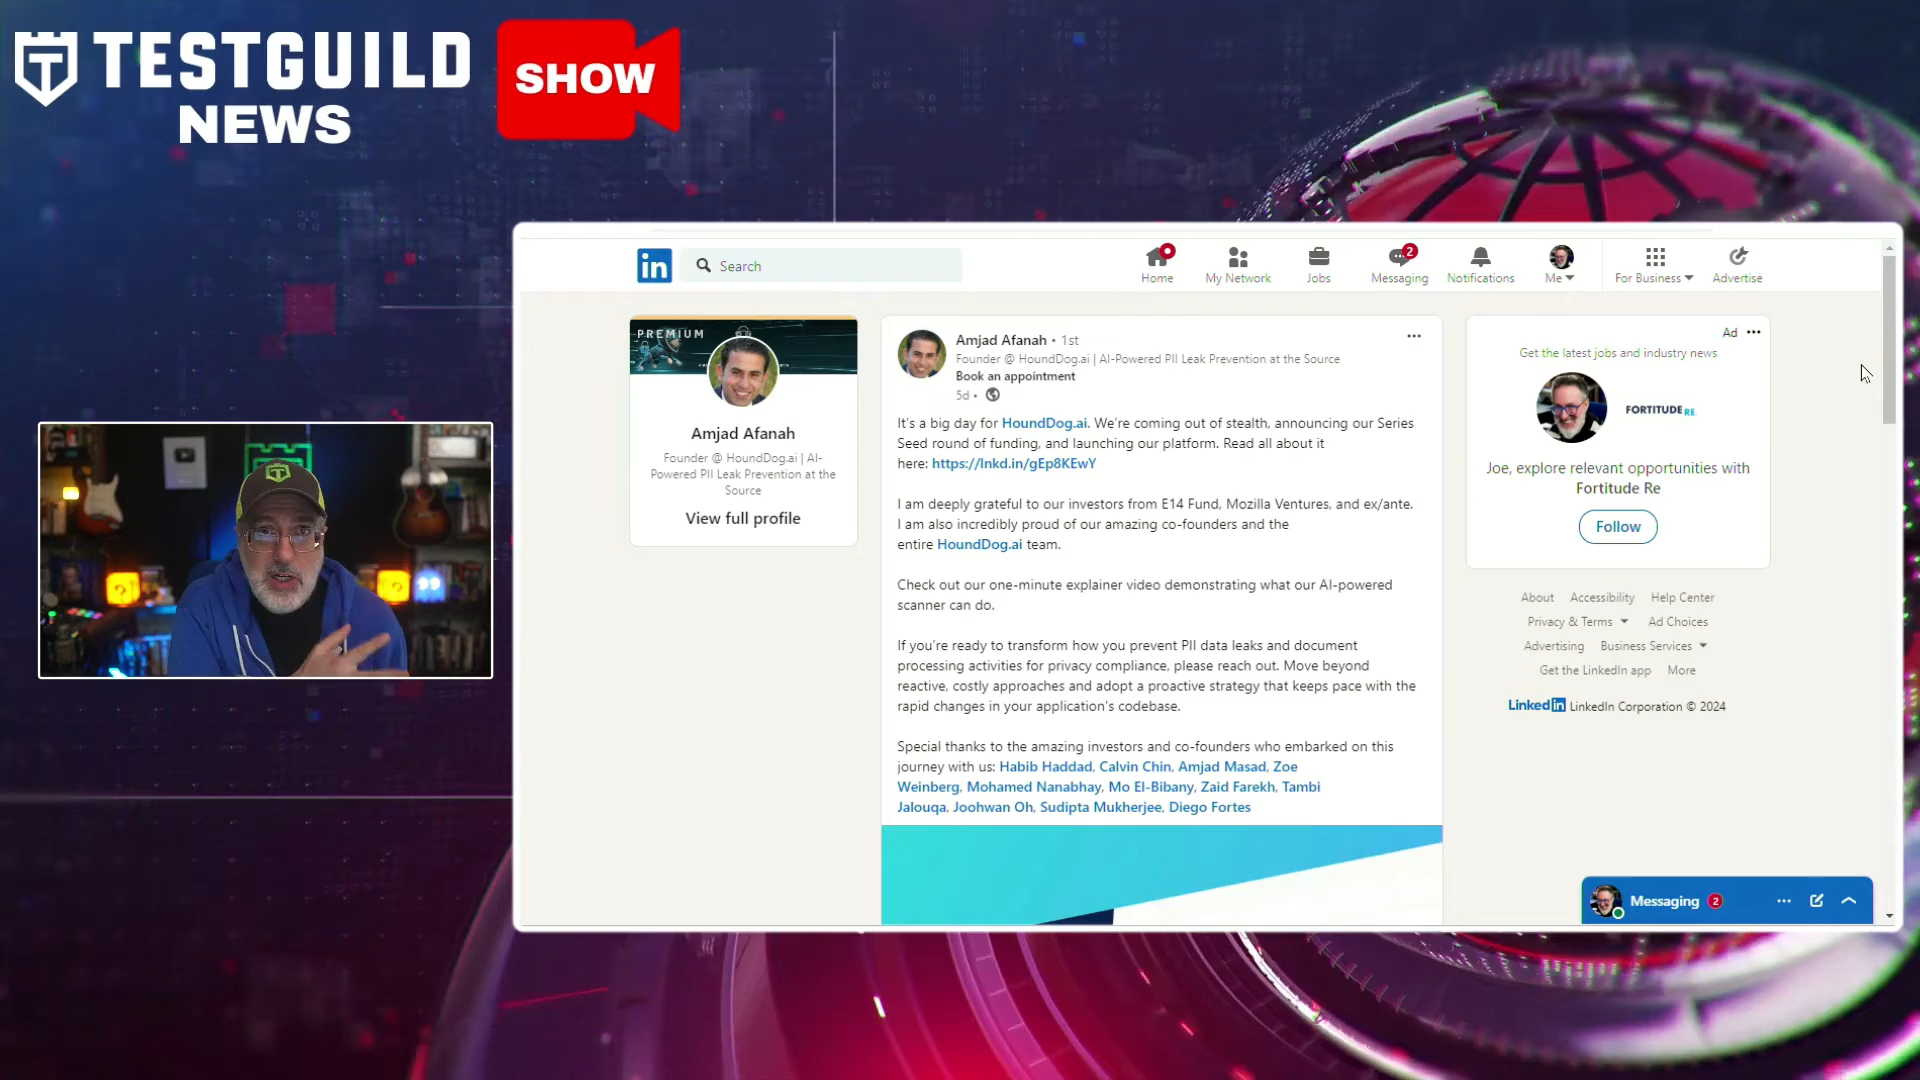 TESTGUILD
NEWS
SHOW
in
Search
Home
My Network
Jobs
2
Messaging
Notifications
Me
For Business
Advertise
PREMIUM
Amjad Afanah
Founder @ HoundDog.ai | AI-
Powered PII Leak Prevention at the
Source
View full profile
Amjad Afanah • 1st
Founder @ HoundDog.ai | AI-Powered PII Leak Prevention at the Source
Book an appointment
5d •
It's a big day for HoundDog.ai. We're coming out of stealth, announcing our Series
Seed round of funding, and launching our platform. Read all about it
here: https://lnkd.in/gEp8KEwY
I am deeply grateful to our investors from E14 Fund, Mozilla Ventures, and ex/ante.
I am also incredibly proud of our amazing co-founders and the
entire HoundDog.ai team.
Check out our one-minute explainer video demonstrating what our AI-powered
scanner can do.
If you're ready to transform how you prevent PII data leaks and document
processing activities for privacy compliance, please reach out. Move beyond
reactive, costly approaches and adopt a proactive strategy that keeps pace with the
rapid changes in your application's codebase.
Special thanks to the amazing investors and co-founders who embarked on this
journey with us: Habib Haddad, Calvin Chin, Amjad Masad, Zoe
Weinberg, Mohamed Nanabhay, Mo El-Bibany, Zaid Farekh, Tambi
Jalouqa, Joohwan Oh, Sudipta Mukherjee, Diego Fortes
Ad
Get the latest jobs and industry news
FORTITUDE RE.
Joe, explore relevant opportunities with
Fortitude Re
Follow
About Accessibility Help Center
Privacy & Terms Ad Choices
Advertising Business Services
Get the LinkedIn app More
LinkedIn LinkedIn Corporation © 2024
Messaging 2